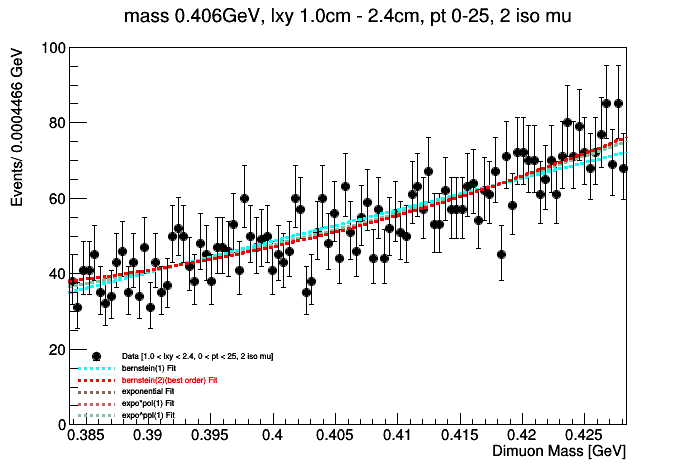 mass 0.406GeV, lxy 1.0cm - 2.4cm, pt 0-25, 2 iso mu
Events/ 0.0004466 GeV
100
80
60
40
20
0
Data [1.0 < lxy < 2.4, 0 < pt < 25, 2 iso mu]
bernstein(1) Fit
bernstein(2)(best order) Fit
exponential Fit
expo*pol(1) Fit
expo^ppl(1) Fit
0.385 0.39 0.395 0.4 0.405 0.41 0.415 0.42 0.425
Dimuon Mass [GeV]